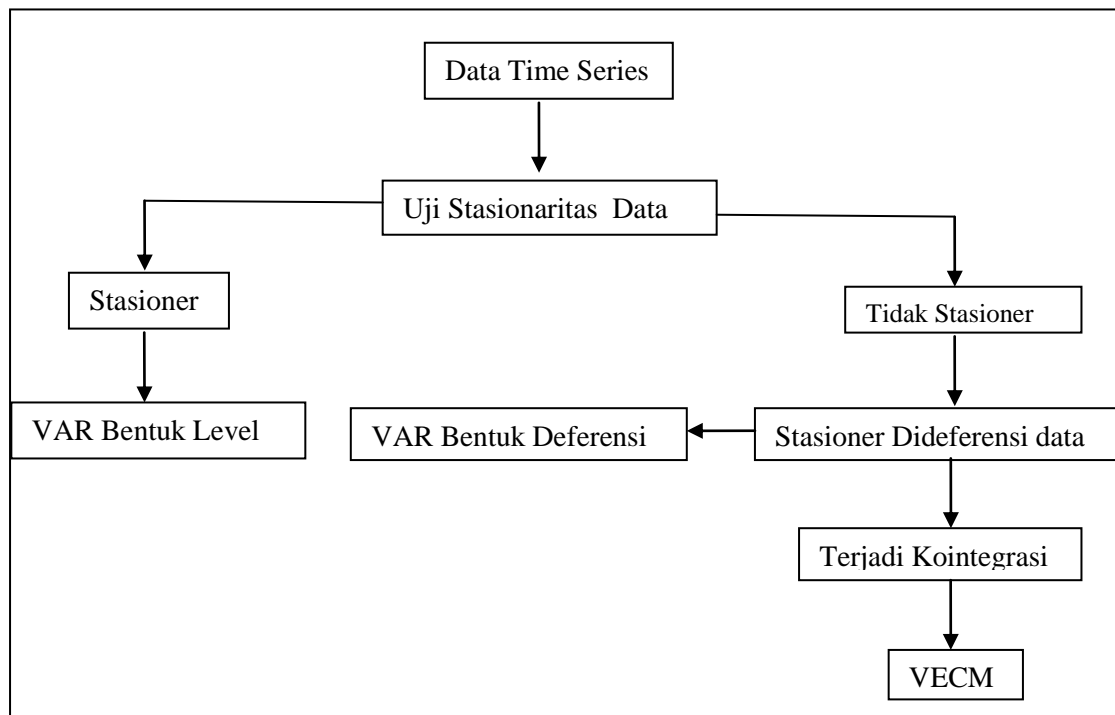 Data Time Series
Uji Stasionaritas Data
Stasioner
Tidak Stasioner
VAR Bentuk Level
VAR Bentuk Deferensi
Stasioner Dideferensi data
Terjadi Kointegrasi
VECM